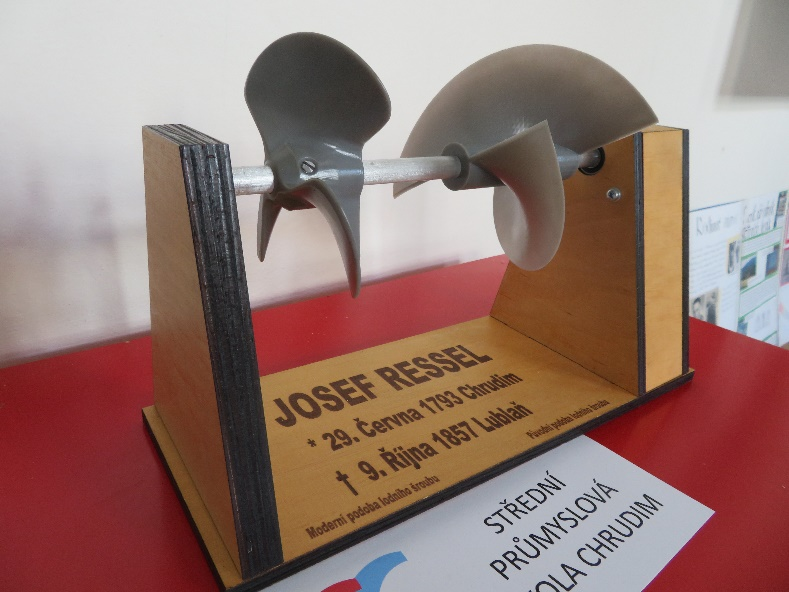 JOSEF RESSEL
* 29. Června 1793 Chrudim
† 9. Října 1857 Lublaň
Původní podoba lodního šroubu
Moderní podoba lodního šroubu
STŘEDNÍ
PRŮMYSLOVÁ
KOLA CHRUDIM